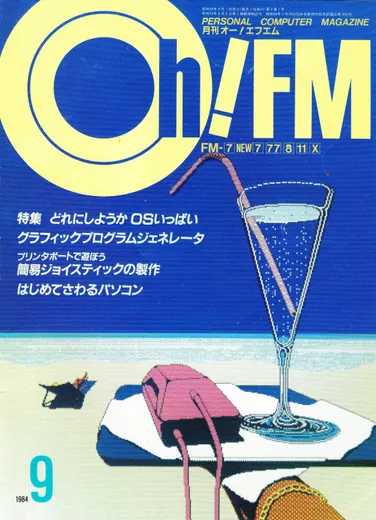 PERSONAL COMPUTER MAGAZINE
月刊オー!エフエム
Oh!FM
FM-7 NEW7 77 8 11 X
特集 どれにしようか OSいっぱい
グラフィックプログラムジェネレータ
プリンタポートで遊ぼう
簡易ジョイスティックの製作
はじめてさわるパソコン
1984 9